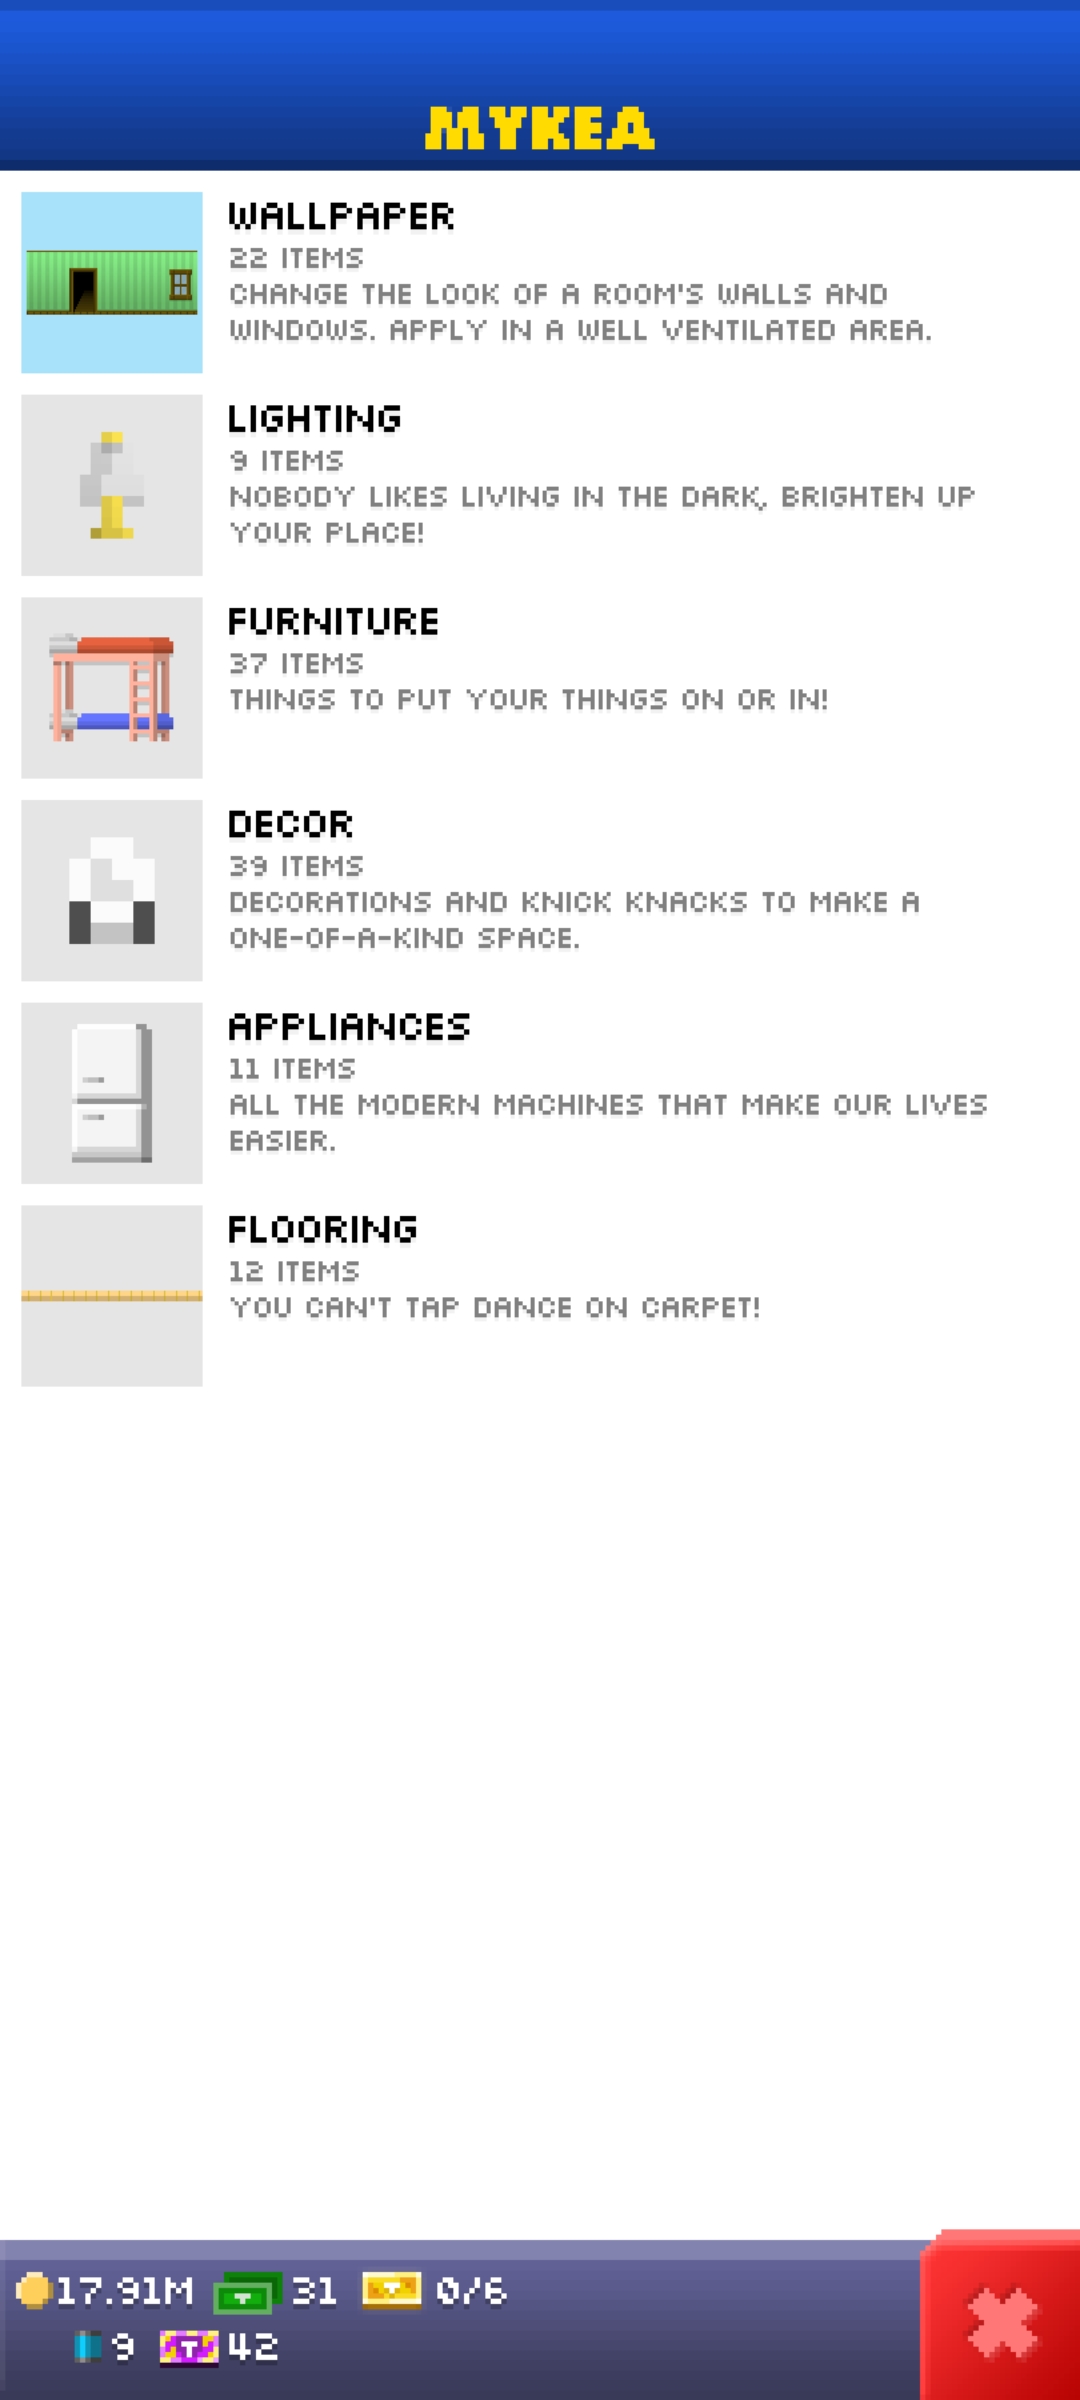 MYKEA
WALLPAPER
22 ITEMS
CHANGE THE LOOK OF A ROOM'S WALLS AND
WINDOWS. APPLY IN A WELL VENTILATED AREA.
LIGHTING
9 ITEMS
NOBODY LIKES LIVING IN THE DARK, BRIGHTEN UP
YOUR PLACE!
FURNITURE
37 ITEMS
THINGS TO PUT YOUR THINGS ON OR IN!
DECOR
39 ITEMS
DECORATIONS AND KNICK KNACKS TO MAKE A
ONE-OF-A-KIND SPACE.
APPLIANCES
11 ITEMS
ALL THE MODERN MACHINES THAT MAKE OUR LIVES
EASIER.
FLOORING
12 ITEMS
YOU CAN'T TAP DANCE ON CARPET!
17.91M 31 0/6
9 T 42